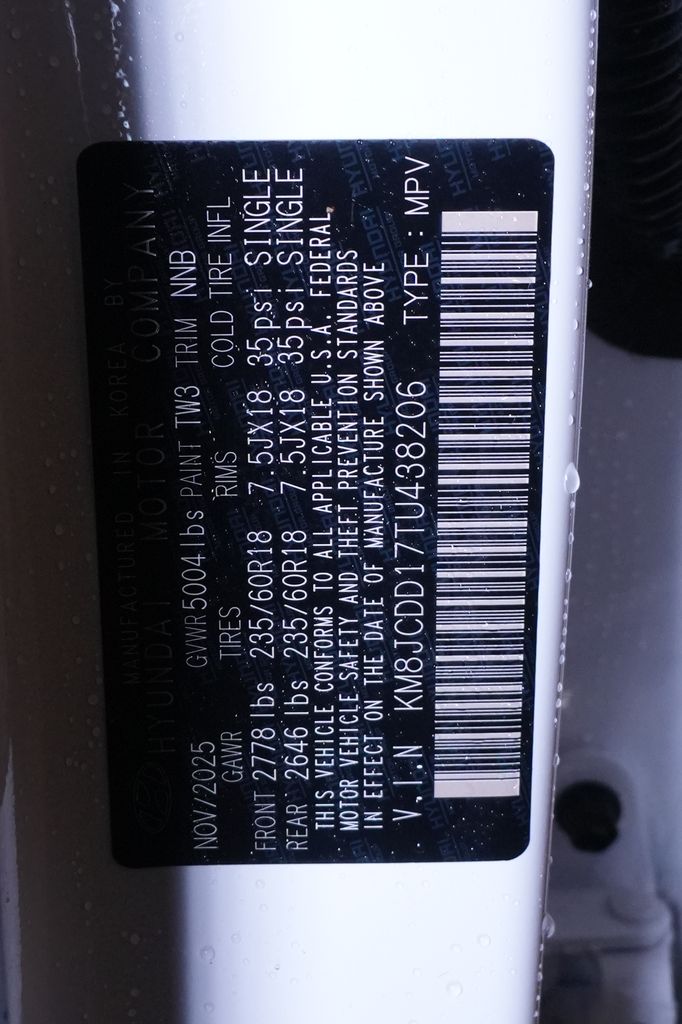 MANUFACTURED IN KOREA BY
HYUNDAI MOTOR COMPANY
NOV/2025 GVWR5004lbs PAINT TW3 TRIM NNB
GAWR TIRES RIMS COLD TIRE INFL
FRONT 2778lbs 235/60R18 7.5JX18 35psi SINGLE
REAR 2646lbs 235/60R18 7.5JX18 35psi SINGLE
THIS VEHICLE CONFORMS TO ALL APPLICABLE U.S.A. FEDERAL
MOTOR VEHICLE SAFETY AND THEFT PREVENTION STANDARDS
IN EFFECT ON THE DATE OF MANUFACTURE SHOWN ABOVE
V.I.N KM8JCDD17TU438206 TYPE : MPV